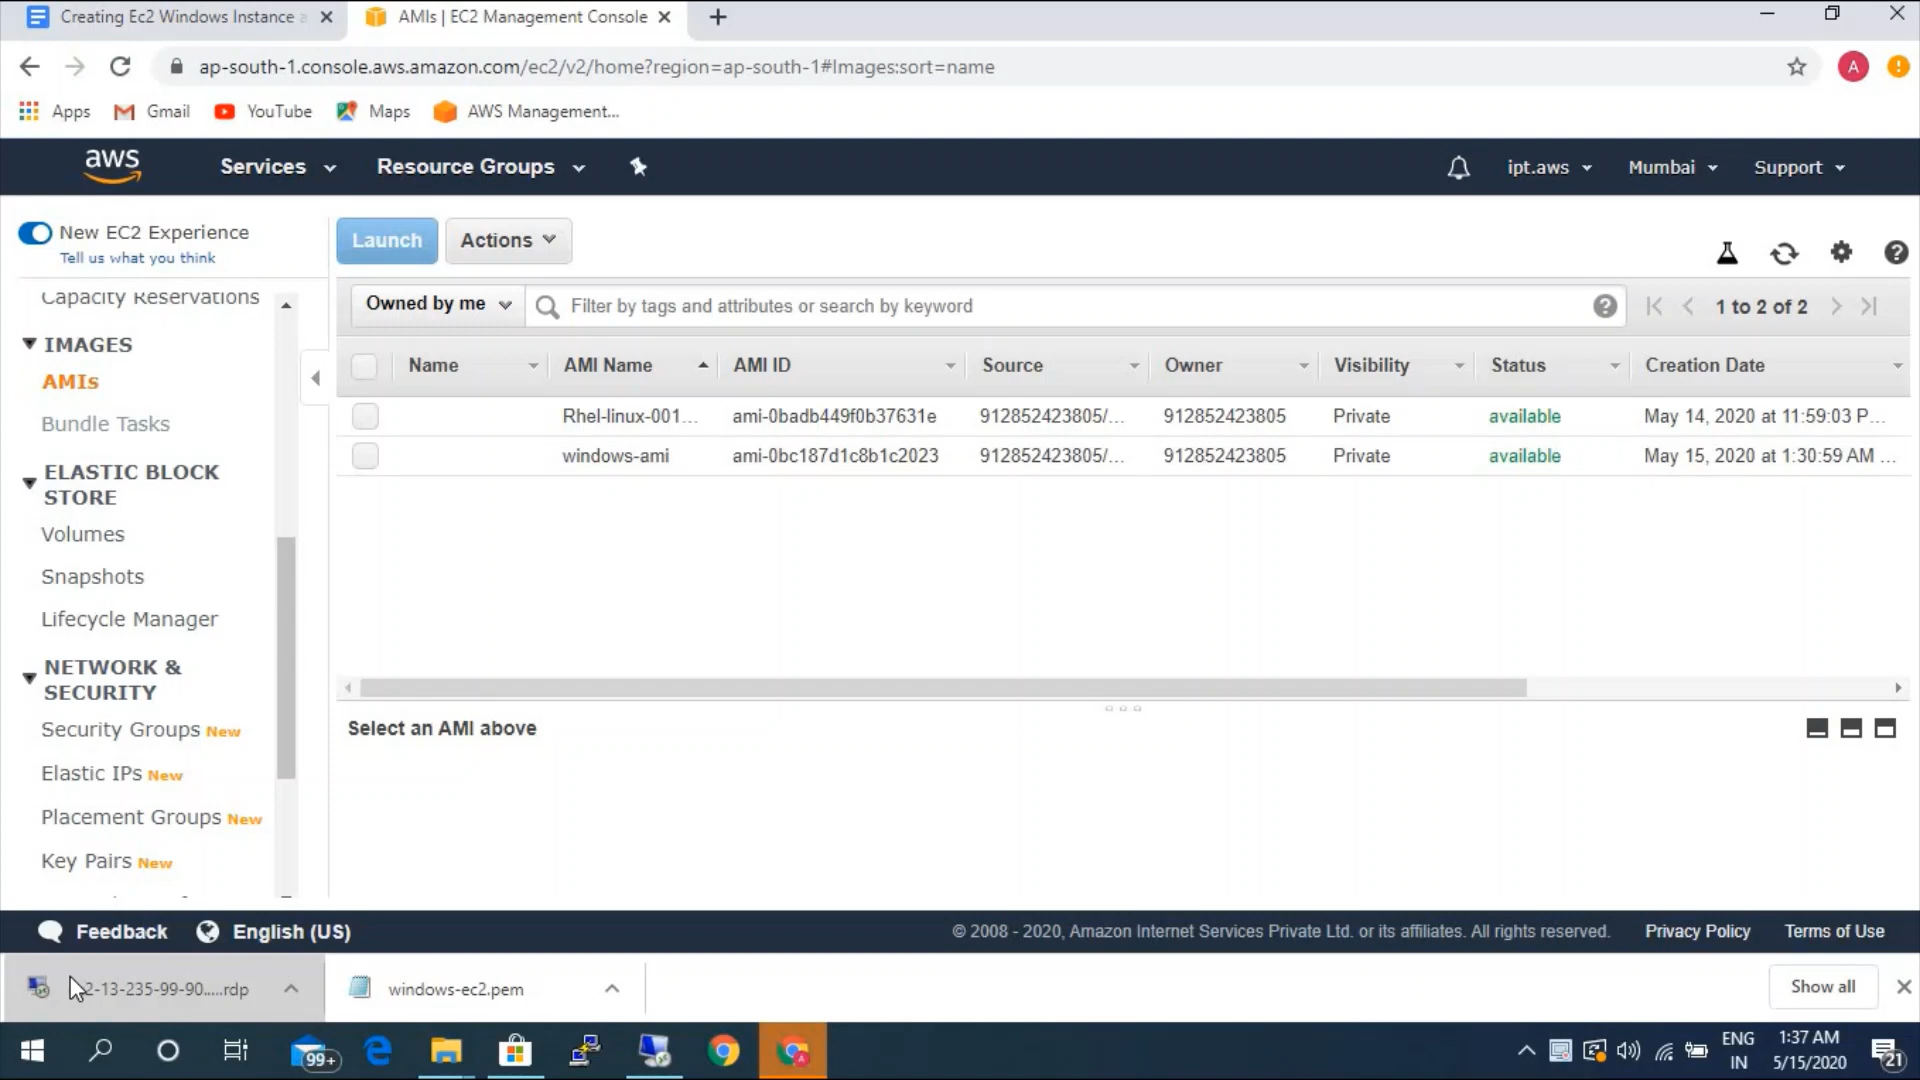 Creating Ec2 Windows Instance
AMIs | EC2 Management Console
ap-south-1.console.aws.amazon.com/ec2/v2/home?region=ap-south-1#Images:sort=name
A
Apps
Gmail
YouTube
Maps
AWS Management...
aws
Services
Resource Groups
ipt.aws
Mumbai
Support
New EC2 Experience
Tell us what you think
Launch
Actions
Capacity Reservations
IMAGES
AMIs
Bundle Tasks
ELASTIC BLOCK
STORE
Volumes
Snapshots
Lifecycle Manager
NETWORK &
SECURITY
Security Groups New
Elastic IPs New
Placement Groups New
Key Pairs New
Owned by me
Filter by tags and attributes or search by keyword
1 to 2 of 2
Name AMI Name AMI ID Source Owner Visibility Status Creation Date
Rhel-linux-001... ami-0badb449f0b37631e 912852423805/... 912852423805 Private available May 14, 2020 at 11:59:03 P...
windows-ami ami-0bc187d1c8b1c2023 912852423805/... 912852423805 Private available May 15, 2020 at 1:30:59 AM ...
Select an AMI above
Feedback
English (US)
© 2008 - 2020, Amazon Internet Services Private Ltd. or its affiliates. All rights reserved.
Privacy Policy
Terms of Use
2-13-235-99-90.....rdp
windows-ec2.pem
Show all
99+
A
ENG
IN
1:37 AM
5/15/2020
21